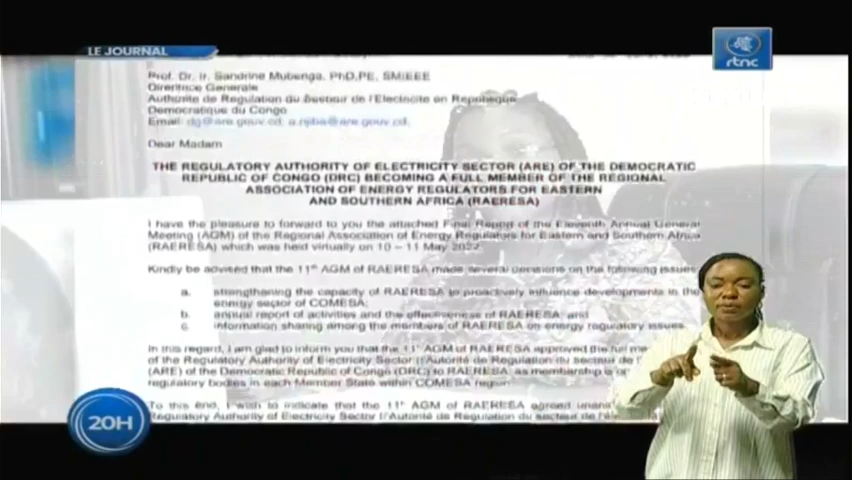 LE JOURNAL
rtnc
Prof. Dr. Ir. Sandrine Mubenga, PhD,PE, SMIEEE
Directrice Generale
Authorite de Regulation du Secteur de l'Electricite en Republique
Democratique du Congo
Email: dg@are.gouv.cd; a.njiba@are.gouv.cd.
Dear Madam
THE REGULATORY AUTHORITY OF ELECTRICITY SECTOR (ARE) OF THE DEMOCRATIC
REPUBLIC OF CONGO (DRC) BECOMING A FULL MEMBER OF THE REGIONAL
ASSOCIATION OF ENERGY REGULATORS FOR EASTERN
AND SOUTHERN AFRICA (RAERESA)
I have the pleasure to forward to you the attached Final Report of the Eleventh Annual General
Meeting (AGM) of the Regional Association of Energy Regulators for Eastern and Southern Africa
(RAERESA) which was held virtually on 10 – 11 May 2022.
Kindly be advised that the 11th AGM of RAERESA made several decisions on the following issues:
a. strengthening the capacity of RAERESA to proactively influence developments in the
energy sector of COMESA;
b. annual report of activities and the effectiveness of RAERESA; and
c. information sharing among the members of RAERESA on energy regulatory issues.
In this regard, I am glad to inform you that the 11th AGM of RAERESA approved the full
of the Regulatory Authority of Electricity Sector (l'Autorité de Régulation du secteur de
(ARE) of the Democratic Republic of Congo (DRC) to RAERESA, as membership is
regulatory bodies in each Member State within COMESA region.
To this end, I wish to indicate that the 11th AGM of RAERESA agreed
Regulatory Authority of Electricity Sector (l'Autorité de Régulation du secteur de
20H